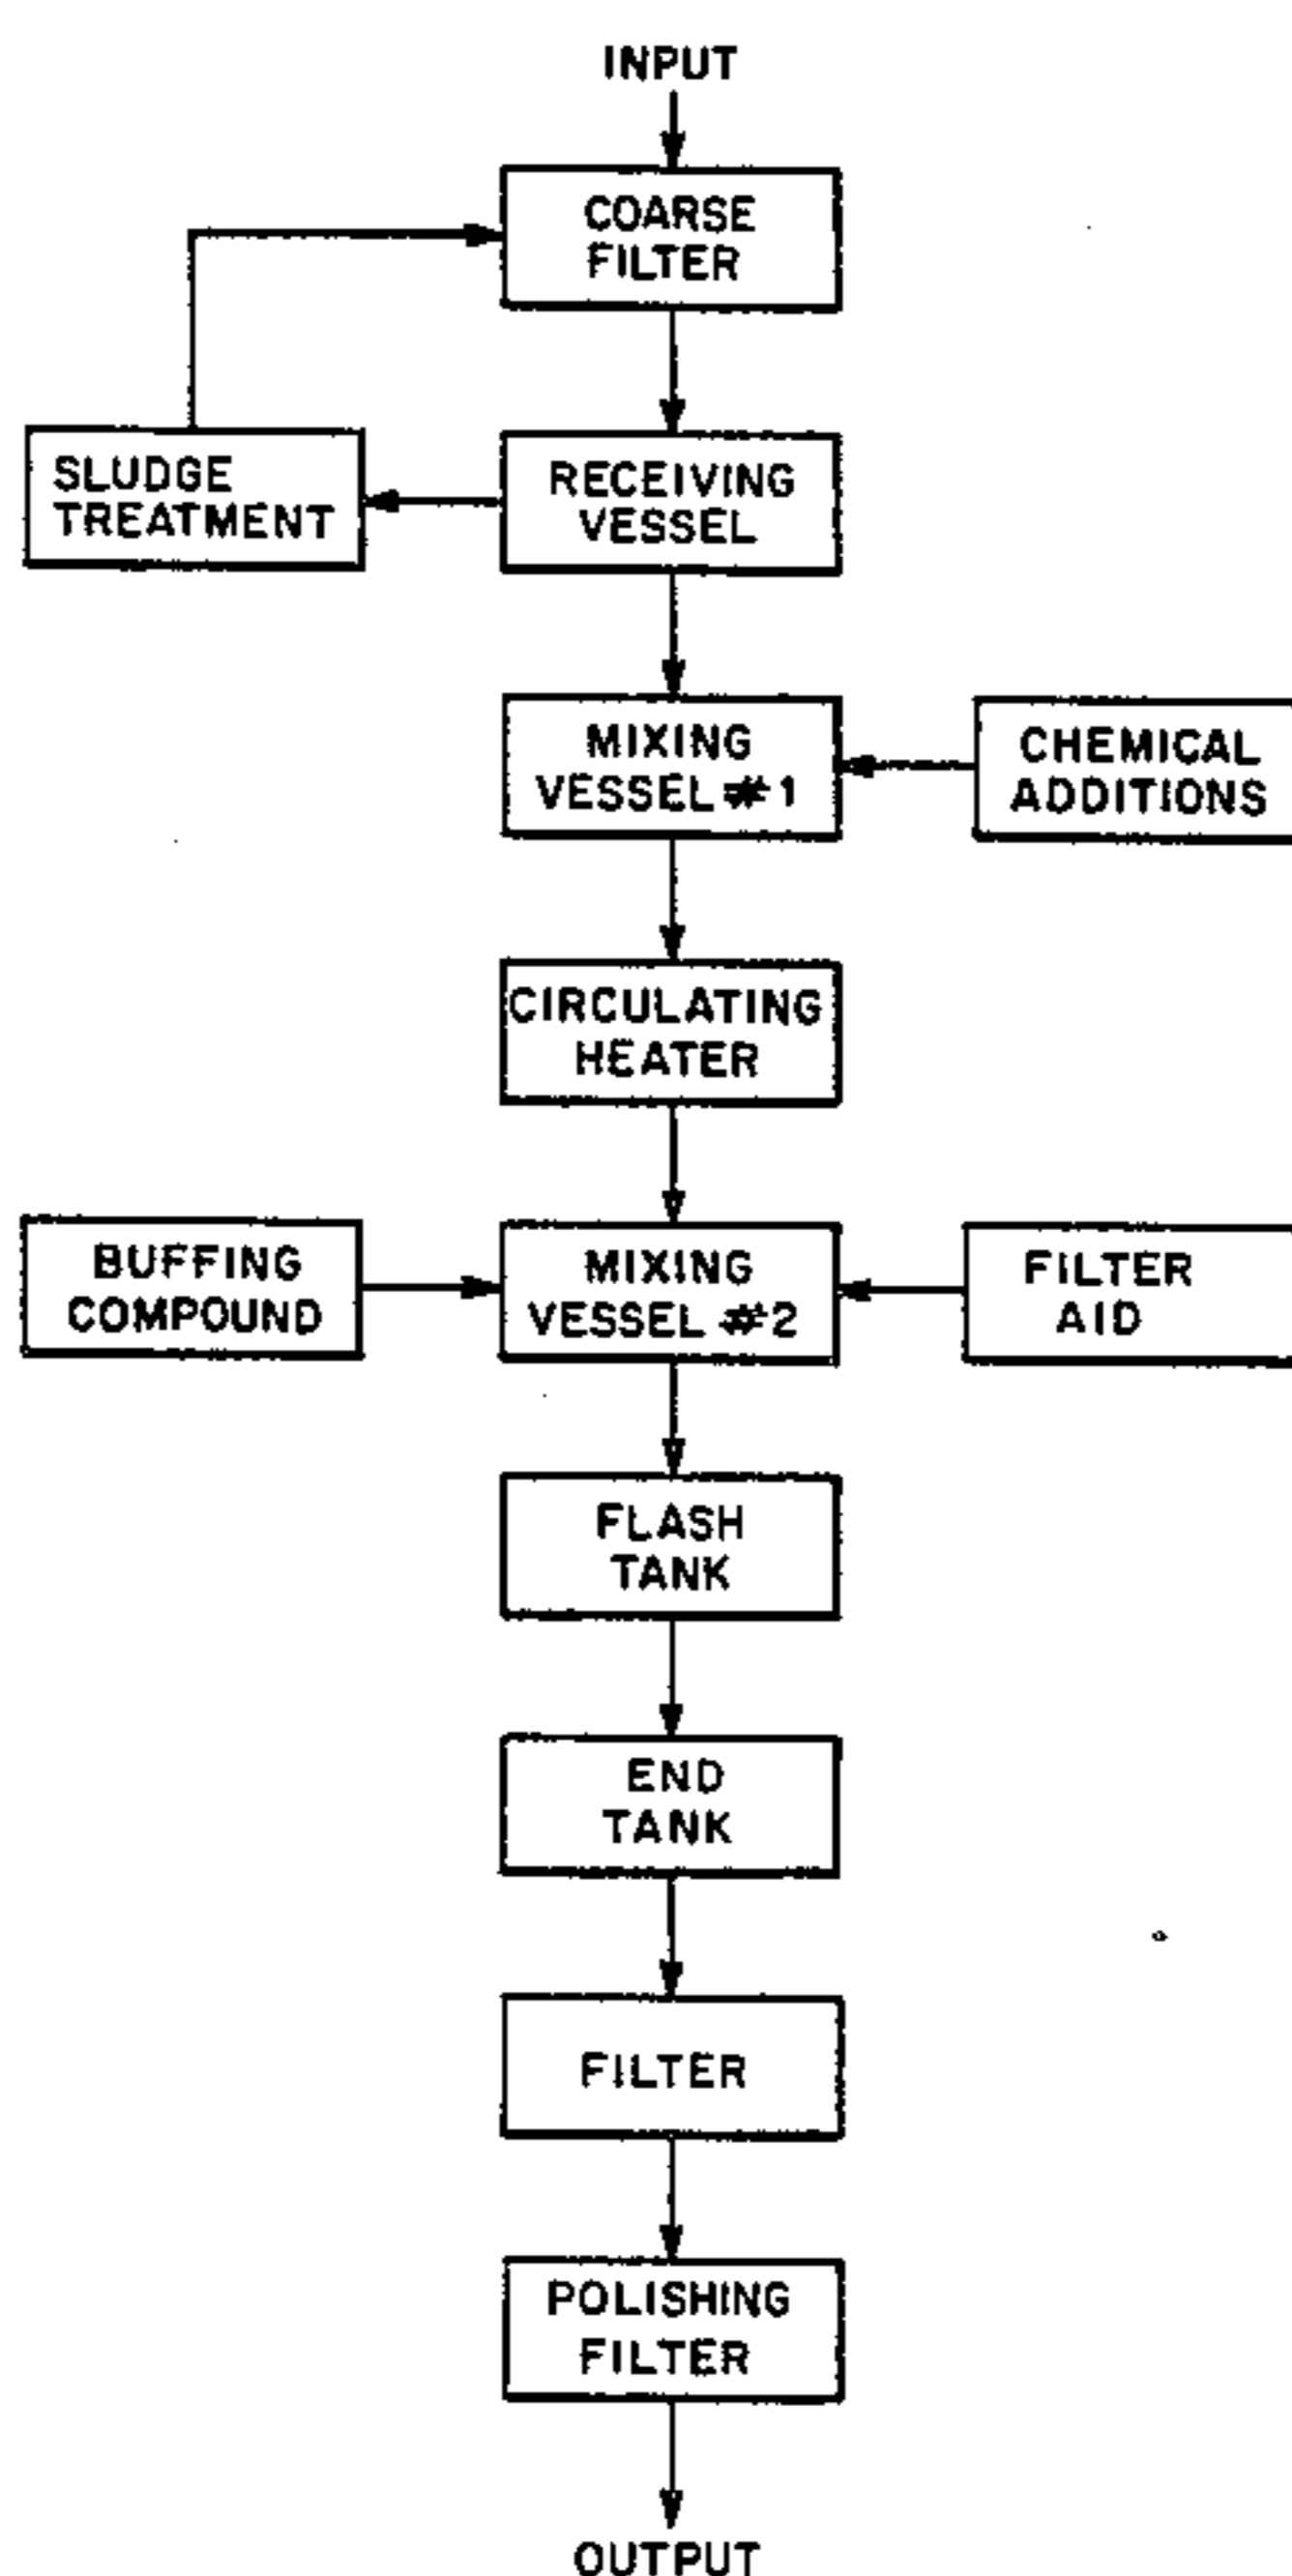 INPUT
COARSE
FILTER
SLUDGE
TREATMENT
RECEIVING
VESSEL
MIXING
VESSEL #1
CHEMICAL
ADDITIONS
CIRCULATING
HEATER
BUFFING
COMPOUND
MIXING
VESSEL #2
FILTER
AID
FLASH
TANK
END
TANK
FILTER
POLISHING
FILTER
OUTPUT